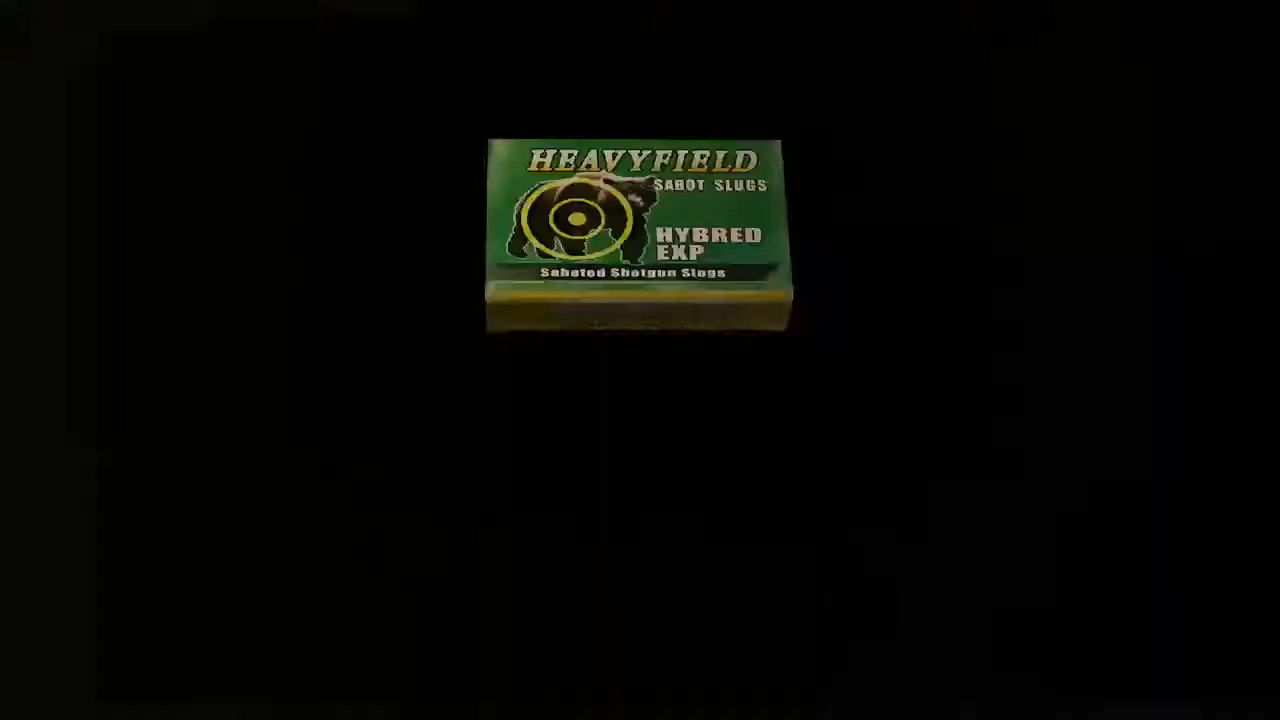 HEAVYFIELD
SABOT SLUGS
HYBRED
EXP
Saboted Shotgun Slugs